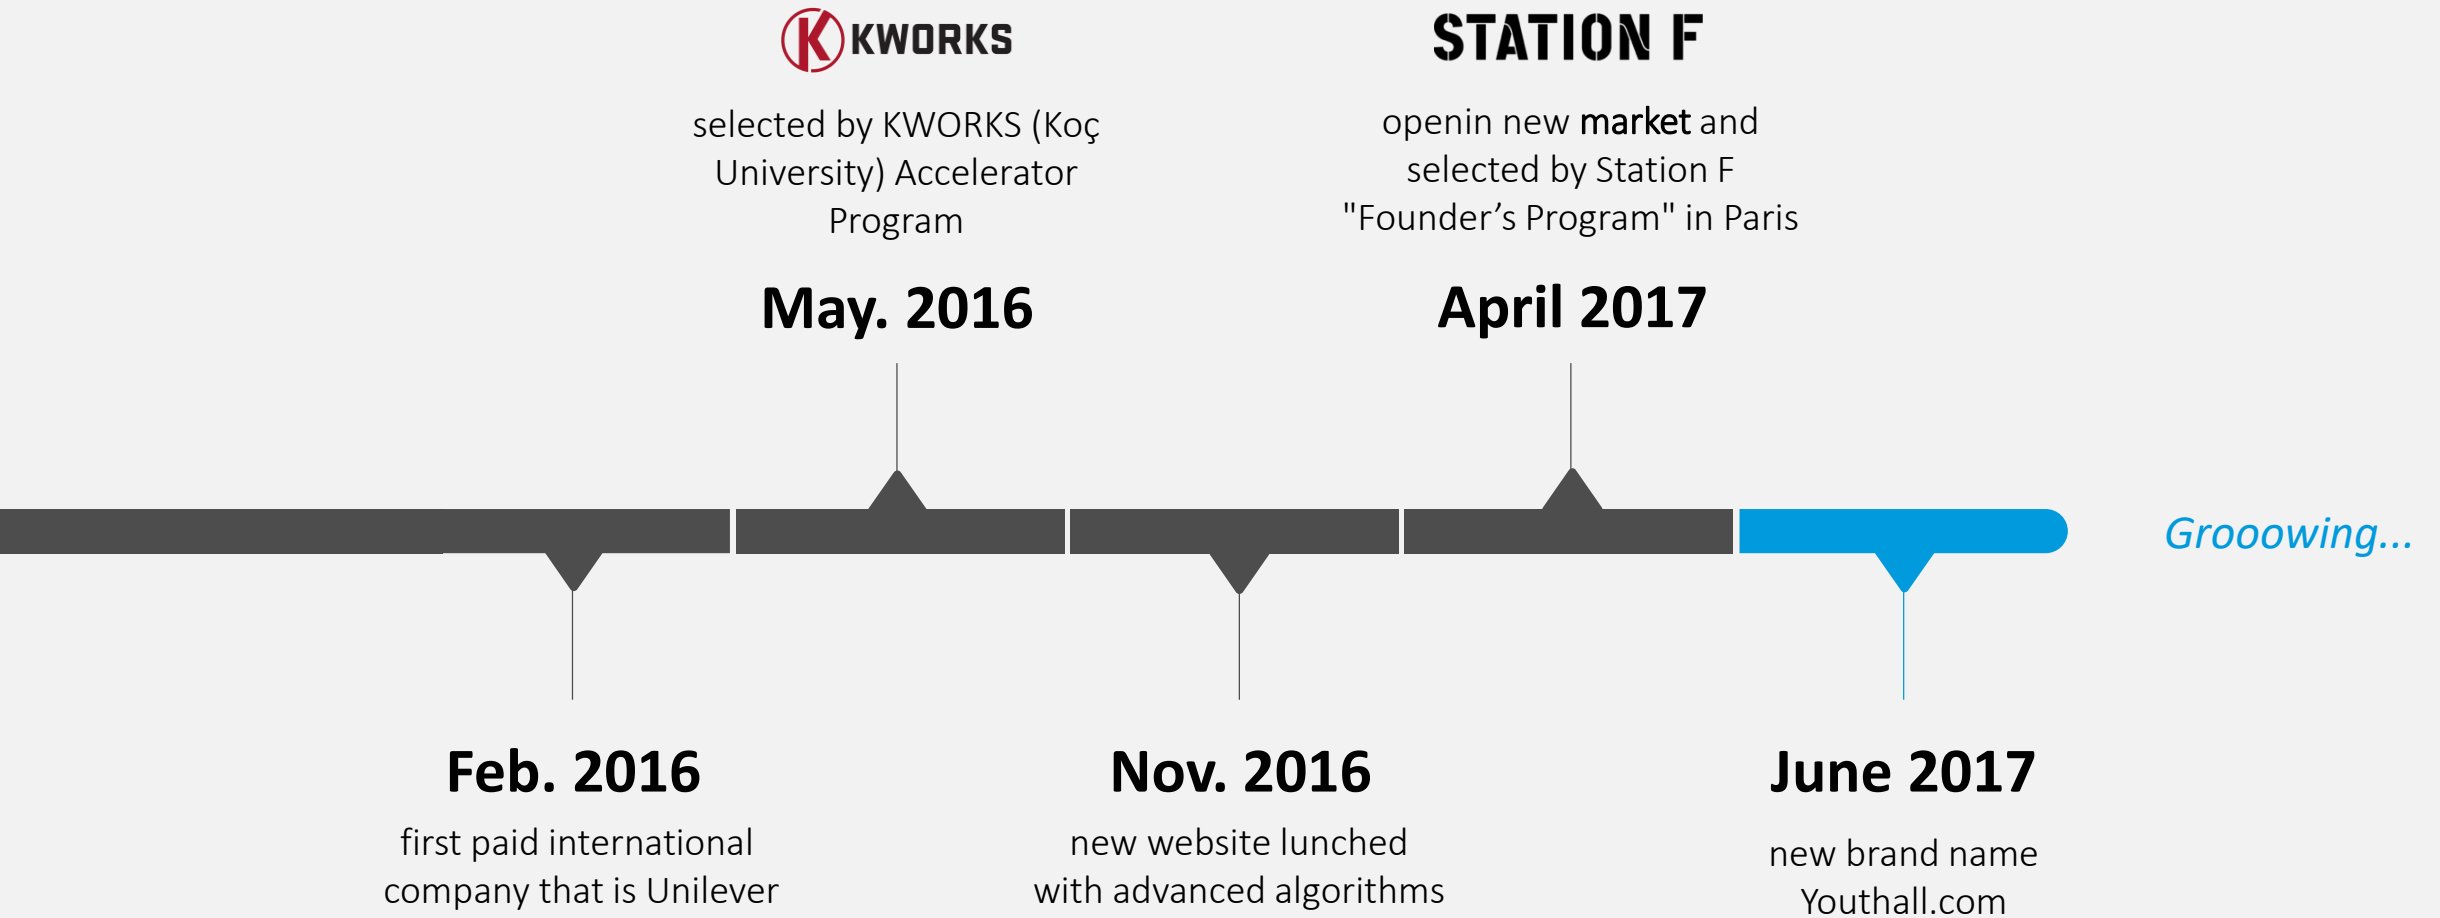 KWORKS
selected by KWORKS (Koç
University) Accelerator
Program
May. 2016
STATION F
openin new market and
selected by Station F
"Founder’s Program" in Paris
April 2017
Grooowing...
Feb. 2016
first paid international
company that is Unilever
Nov. 2016
new website lunched
with advanced algorithms
June 2017
new brand name
Youthall.com